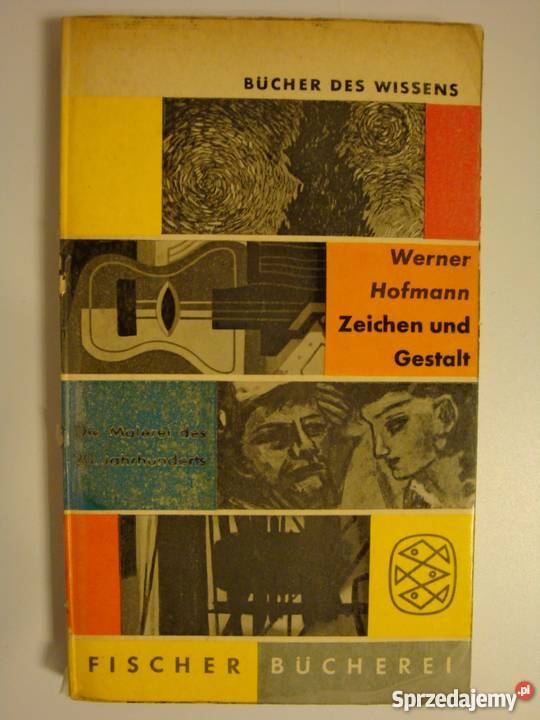 BÜCHER DES WISSENS
Werner
Hofmann
Zeichen und
Gestalt
Die Malerei des
20. Jahrhunderts
FISCHER BÜCHEREI
Sprzedajemy.pl